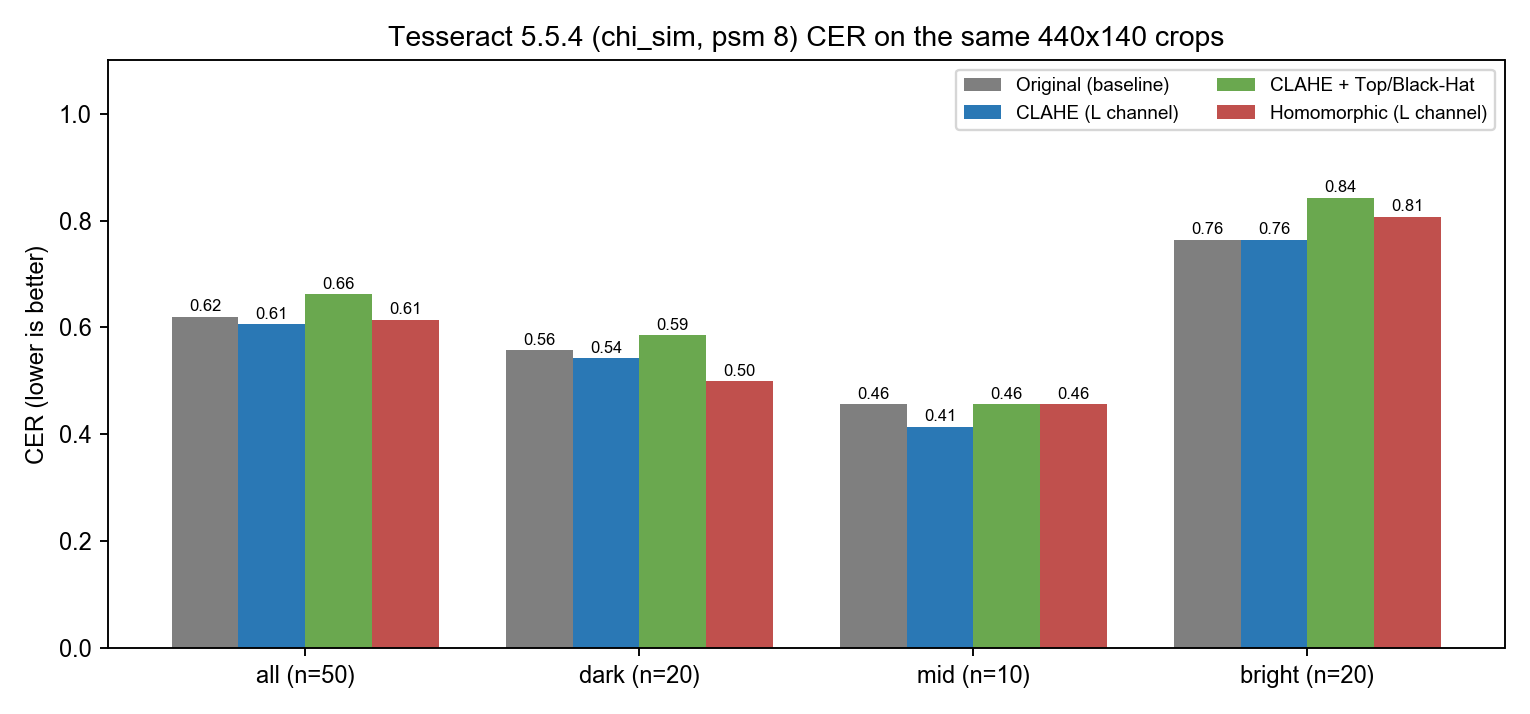 Tesseract 5.5.4 (chi_sim, psm 8) CER on the same 440x140 crops
Original (baseline)
CLAHE (L channel)
CLAHE + Top/Black-Hat
Homomorphic (L channel)
CER (lower is better)
1.0
0.8
0.6
0.4
0.2
0.0
0.62 0.61 0.66 0.61
0.56 0.54 0.59 0.50
0.46 0.41 0.46 0.46
0.76 0.76 0.84 0.81
all (n=50) dark (n=20) mid (n=10) bright (n=20)